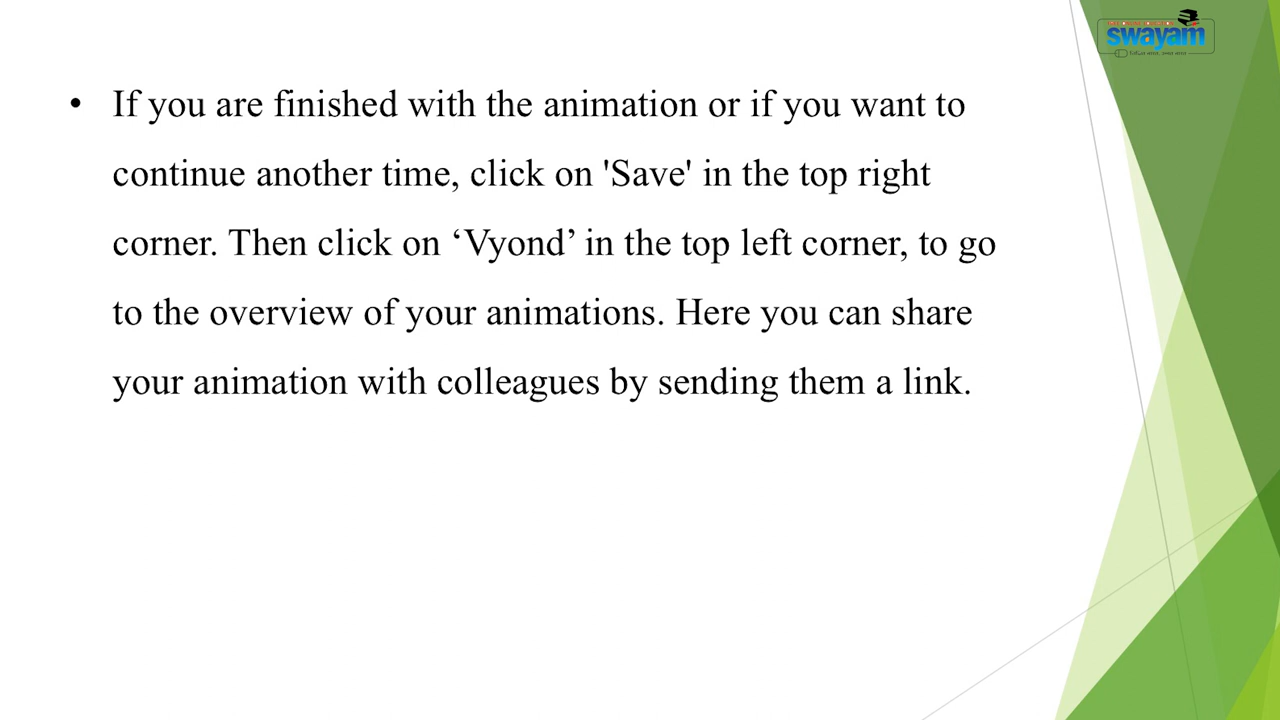 swayam
• If you are finished with the animation or if you want to
continue another time, click on 'Save' in the top right
corner. Then click on ‘Vyond’ in the top left corner, to go
to the overview of your animations. Here you can share
your animation with colleagues by sending them a link.